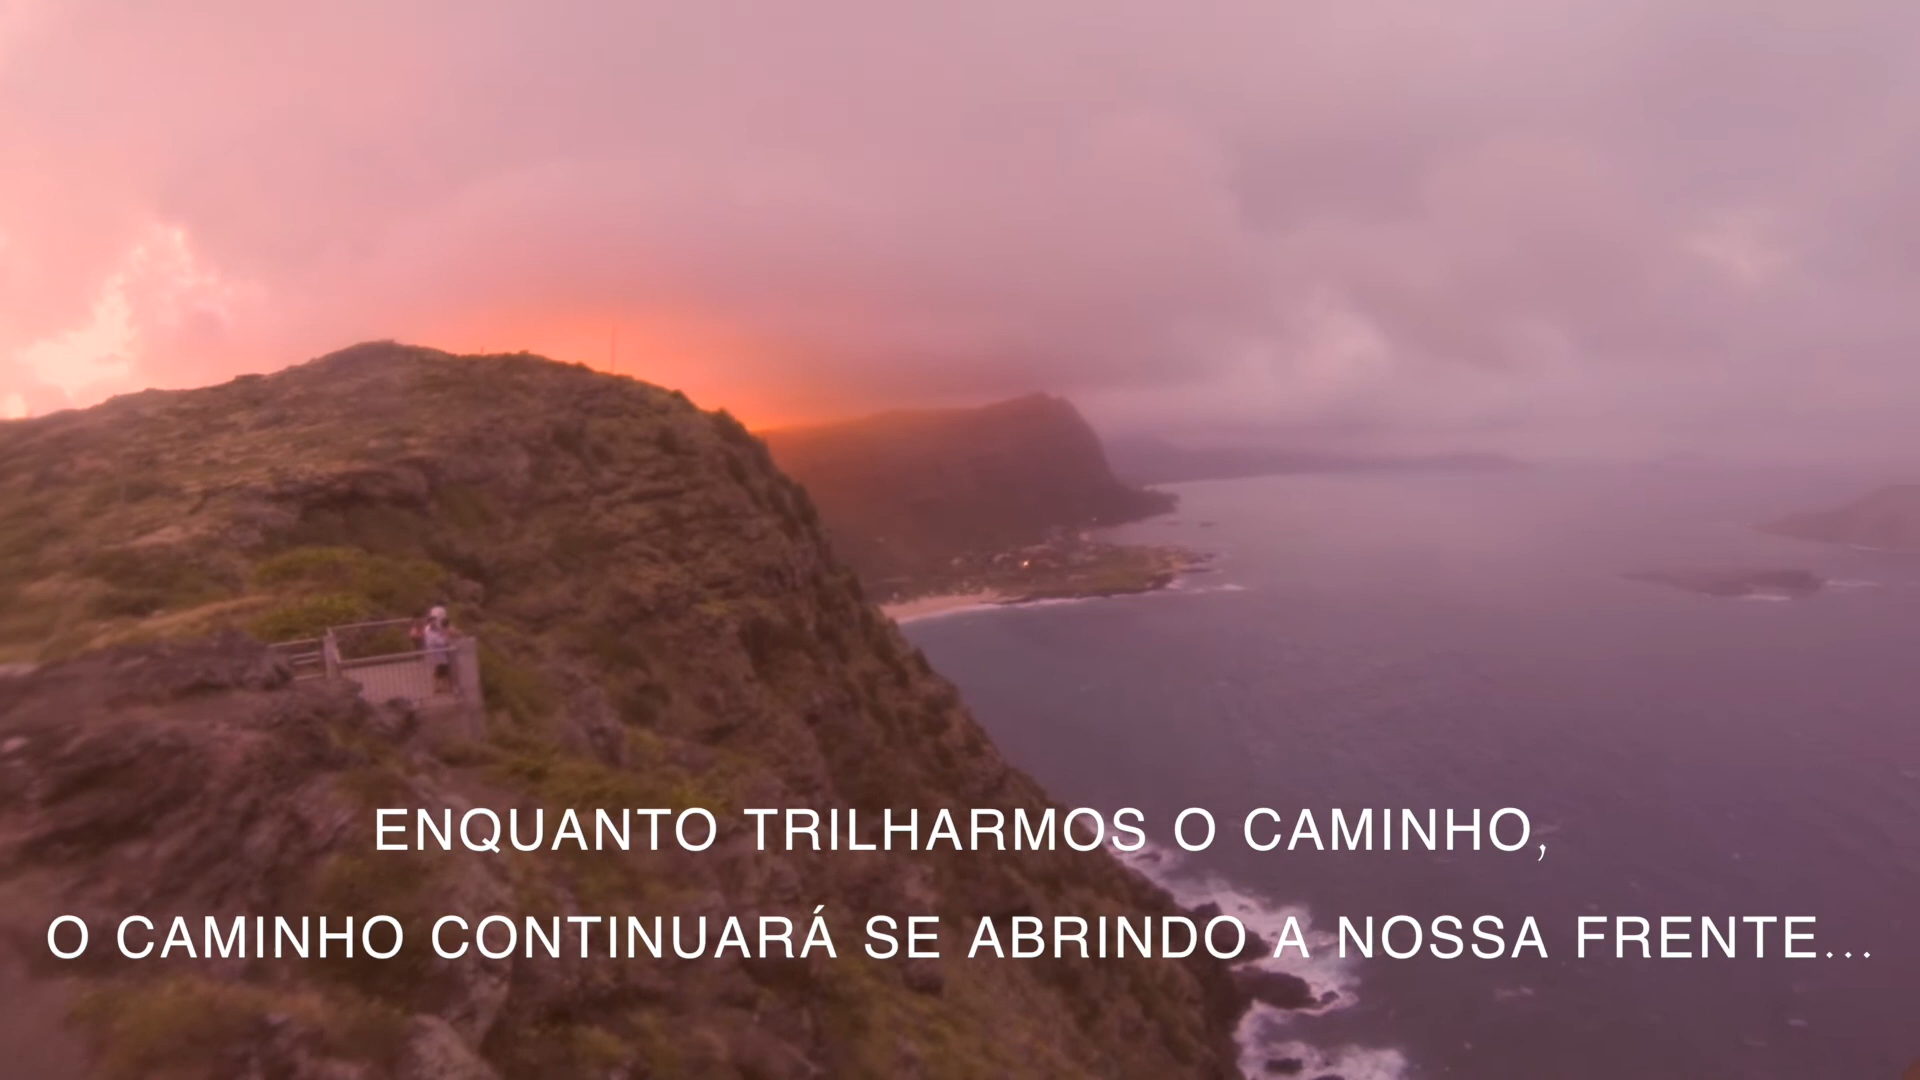 ENQUANTO TRILHARMOS O CAMINHO,
O CAMINHO CONTINUARÁ SE ABRINDO A NOSSA FRENTE...